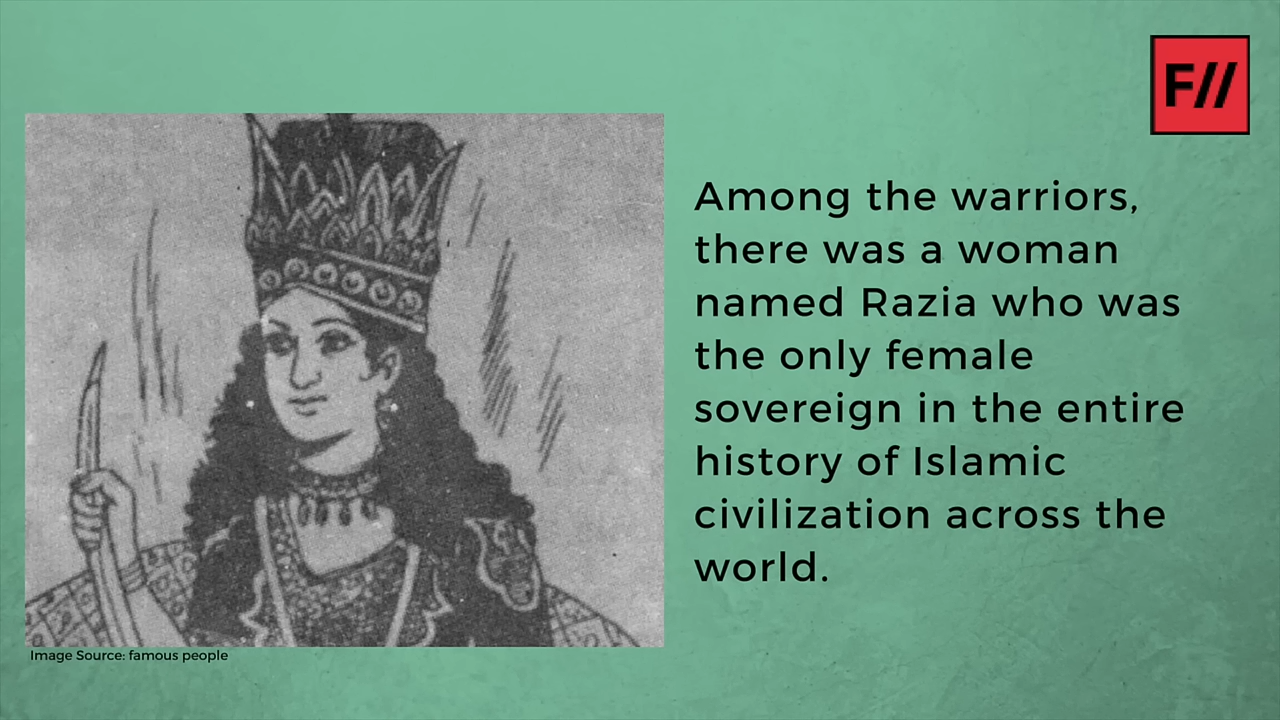 F//
Among the warriors,
there was a woman
named Razia who was
the only female
sovereign in the entire
history of Islamic
civilization across the
world.
Image Source: famous people